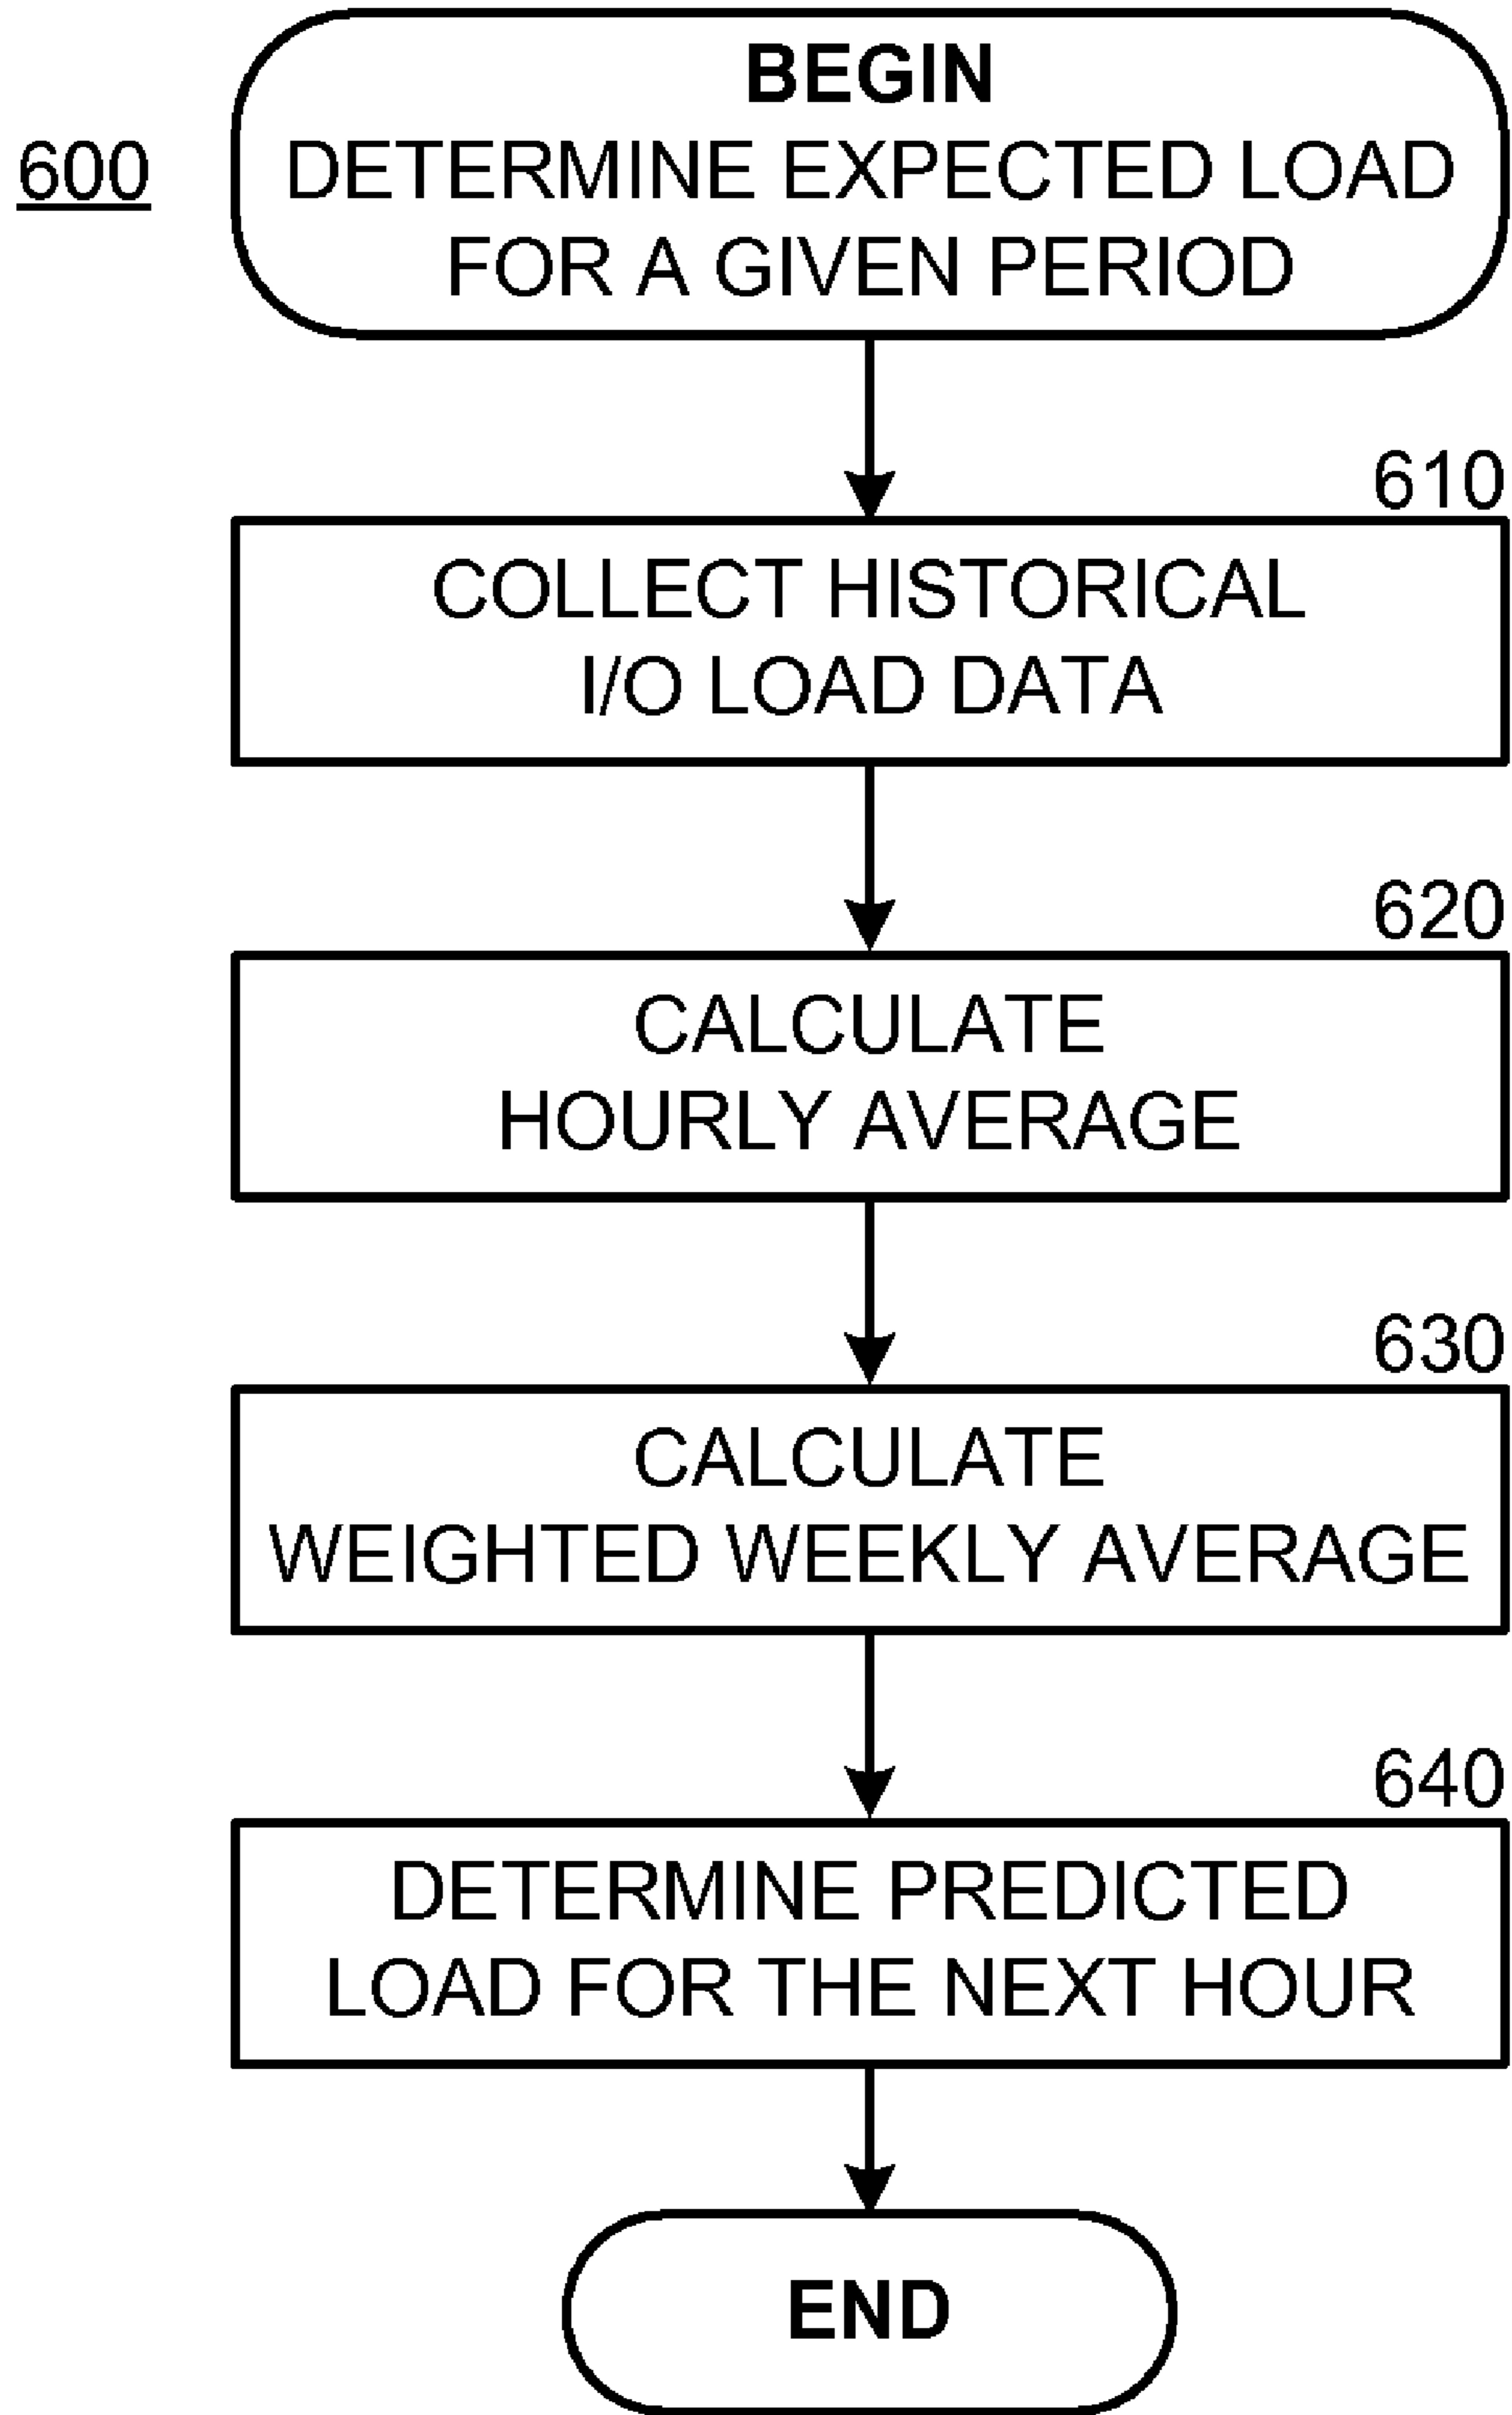 BEGIN
600
DETERMINE EXPECTED LOAD
FOR A GIVEN PERIOD
610
COLLECT HISTORICAL
I/O LOAD DATA
620
CALCULATE
HOURLY AVERAGE
630
CALCULATE
WEIGHTED WEEKLY AVERAGE
640
DETERMINE PREDICTED
LOAD FOR THE NEXT HOUR
END